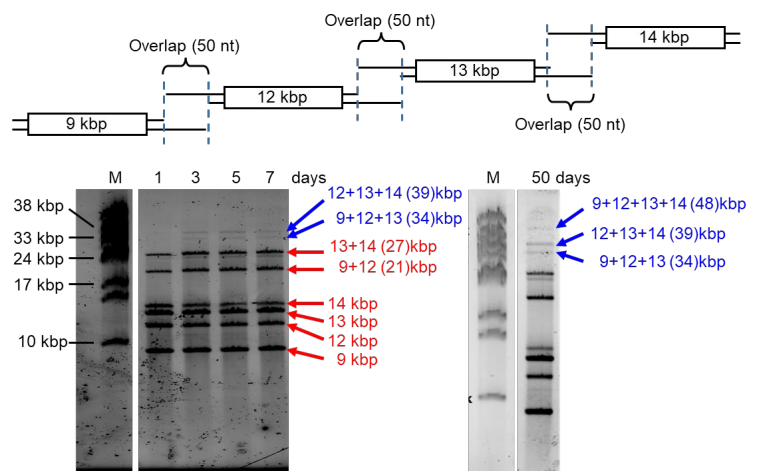 Overlap (50 nt)
Overlap (50 nt)
14 kbp
13 kbp
12 kbp
9 kbp
Overlap (50 nt)
M 1 3 5 7 days
38 kbp
33 kbp
24 kbp
17 kbp
10 kbp
12+13+14 (39)kbp
9+12+13 (34)kbp
13+14 (27)kbp
9+12 (21)kbp
14 kbp
13 kbp
12 kbp
9 kbp
M 50 days
9+12+13+14 (48)kbp
12+13+14 (39)kbp
9+12+13 (34)kbp